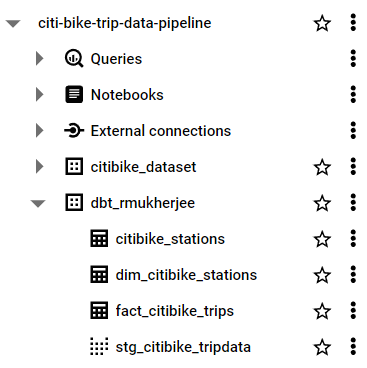 citi-bike-trip-data-pipeline
Queries
Notebooks
External connections
citibike_dataset
dbt_rmukherjee
citibike_stations
dim_citibike_stations
fact_citibike_trips
stg_citibike_tripdata